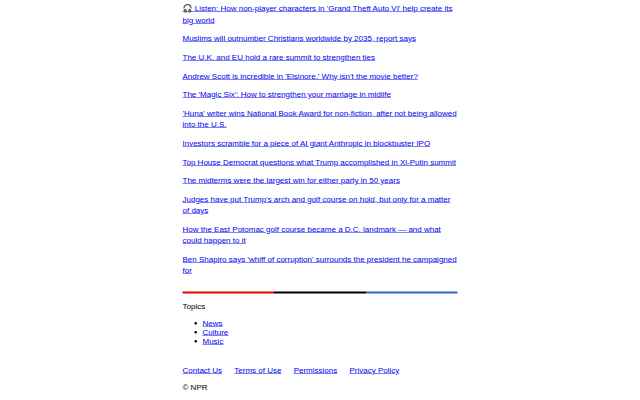 🎧 Listen: How non-player characters in 'Grand Theft Auto VI' help create its
big world
Muslims will outnumber Christians worldwide by 2035, report says
The U.K. and EU hold a rare summit to strengthen ties
Andrew Scott is incredible in 'Elsinore.' Why isn't the movie better?
The 'Magic Six': How to strengthen your marriage in midlife
'Huna' writer wins National Book Award for non-fiction, after not being allowed
into the U.S.
Investors scramble for a piece of AI giant Anthropic in blockbuster IPO
Top House Democrat questions what Trump accomplished in Xi-Putin summit
The midterms were the largest win for either party in 50 years
Judges have put Trump's arch and golf course on hold, but only for a matter
of days
How the East Potomac golf course became a D.C. landmark — and what
could happen to it
Ben Shapiro says 'whiff of corruption' surrounds the president he campaigned
for
Topics
News
Culture
Music
Contact Us Terms of Use Permissions Privacy Policy
© NPR